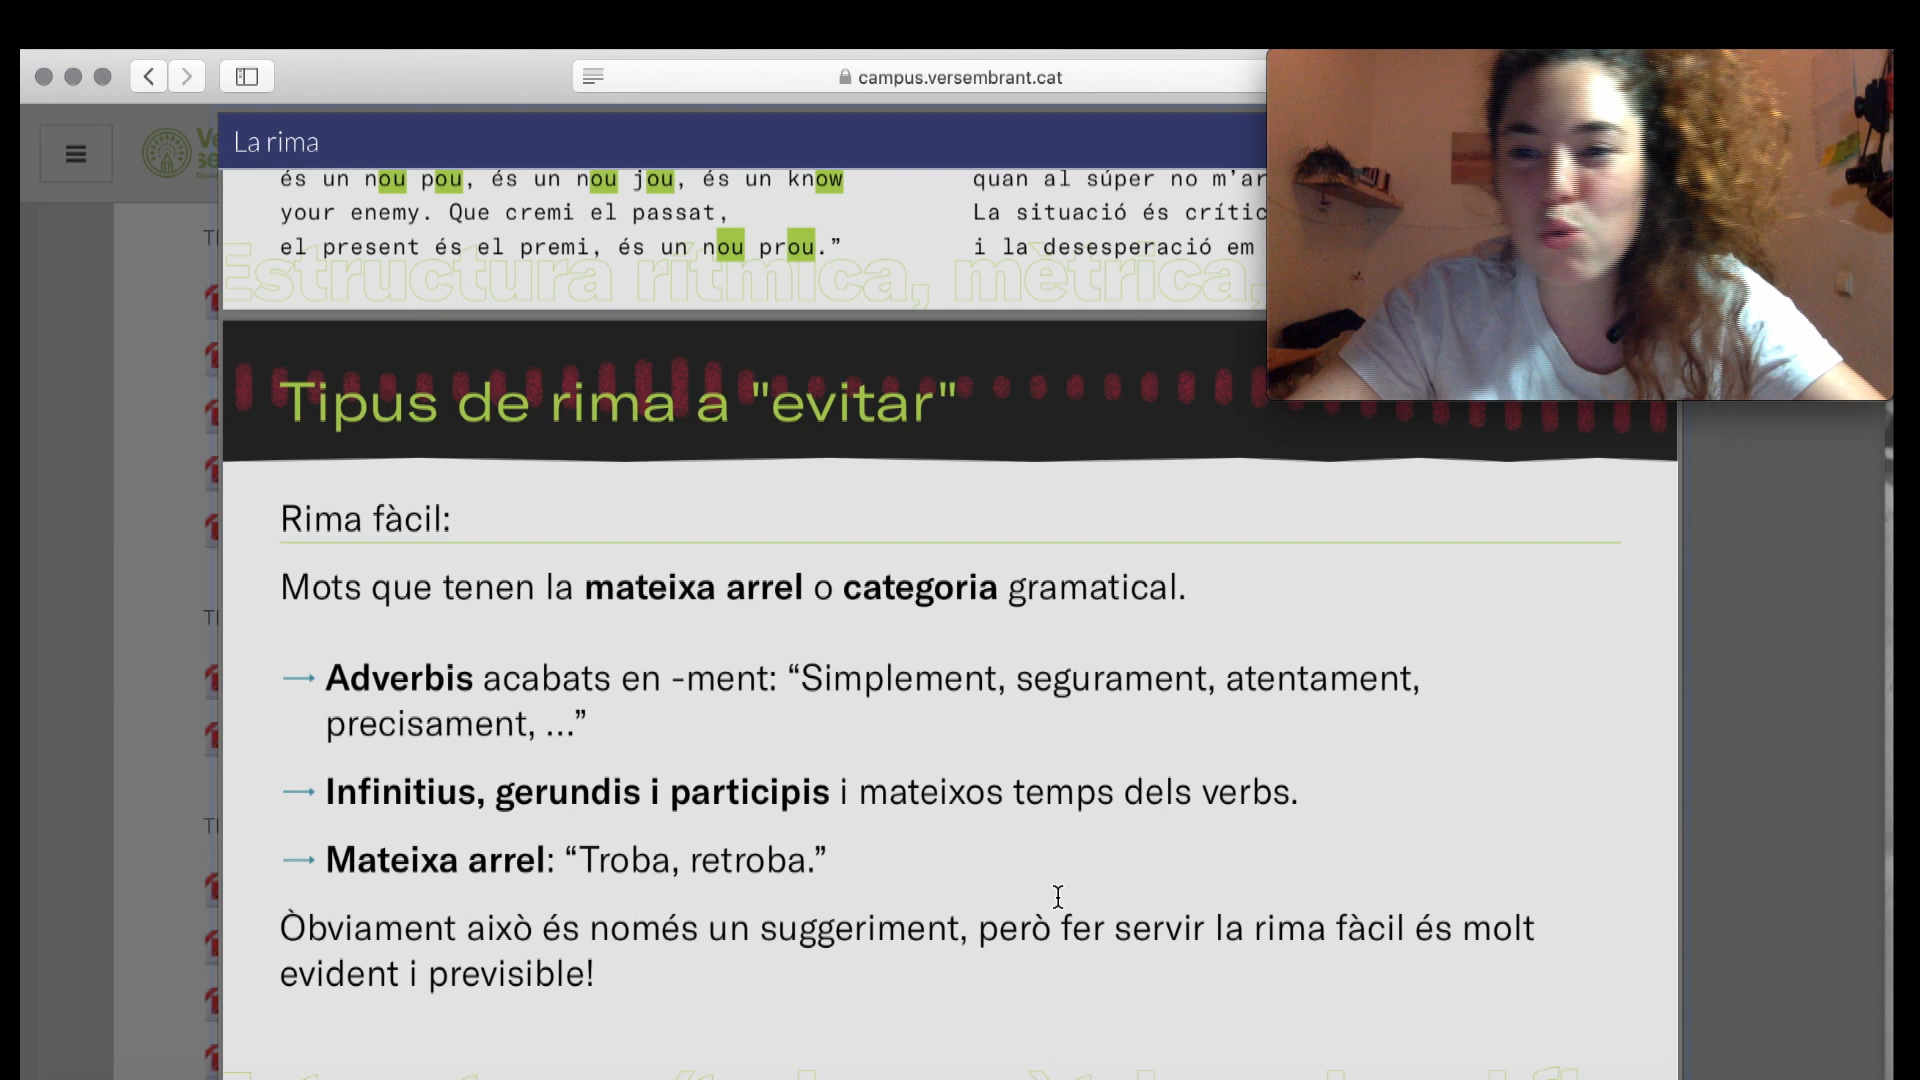 campus.versembrant.cat
La rima
és un nou pou, és un nou jou, és un know
your enemy. Que cremi el passat,
el present és el premi, és un nou prou.”
quan al súper no m’ar
La situació és crític
i la desesperació em
Estructura rítmica, mètrica,
Tipus de rima a "evitar"
Rima fàcil:
Mots que tenen la mateixa arrel o categoria gramatical.
→ Adverbis acabats en -ment: “Simplement, segurament, atentament,
precisament, ...”
→ Infinitius, gerundis i participis i mateixos temps dels verbs.
→ Mateixa arrel: “Troba, retroba.”
Òbviament això és només un suggeriment, però fer servir la rima fàcil és molt
evident i previsible!